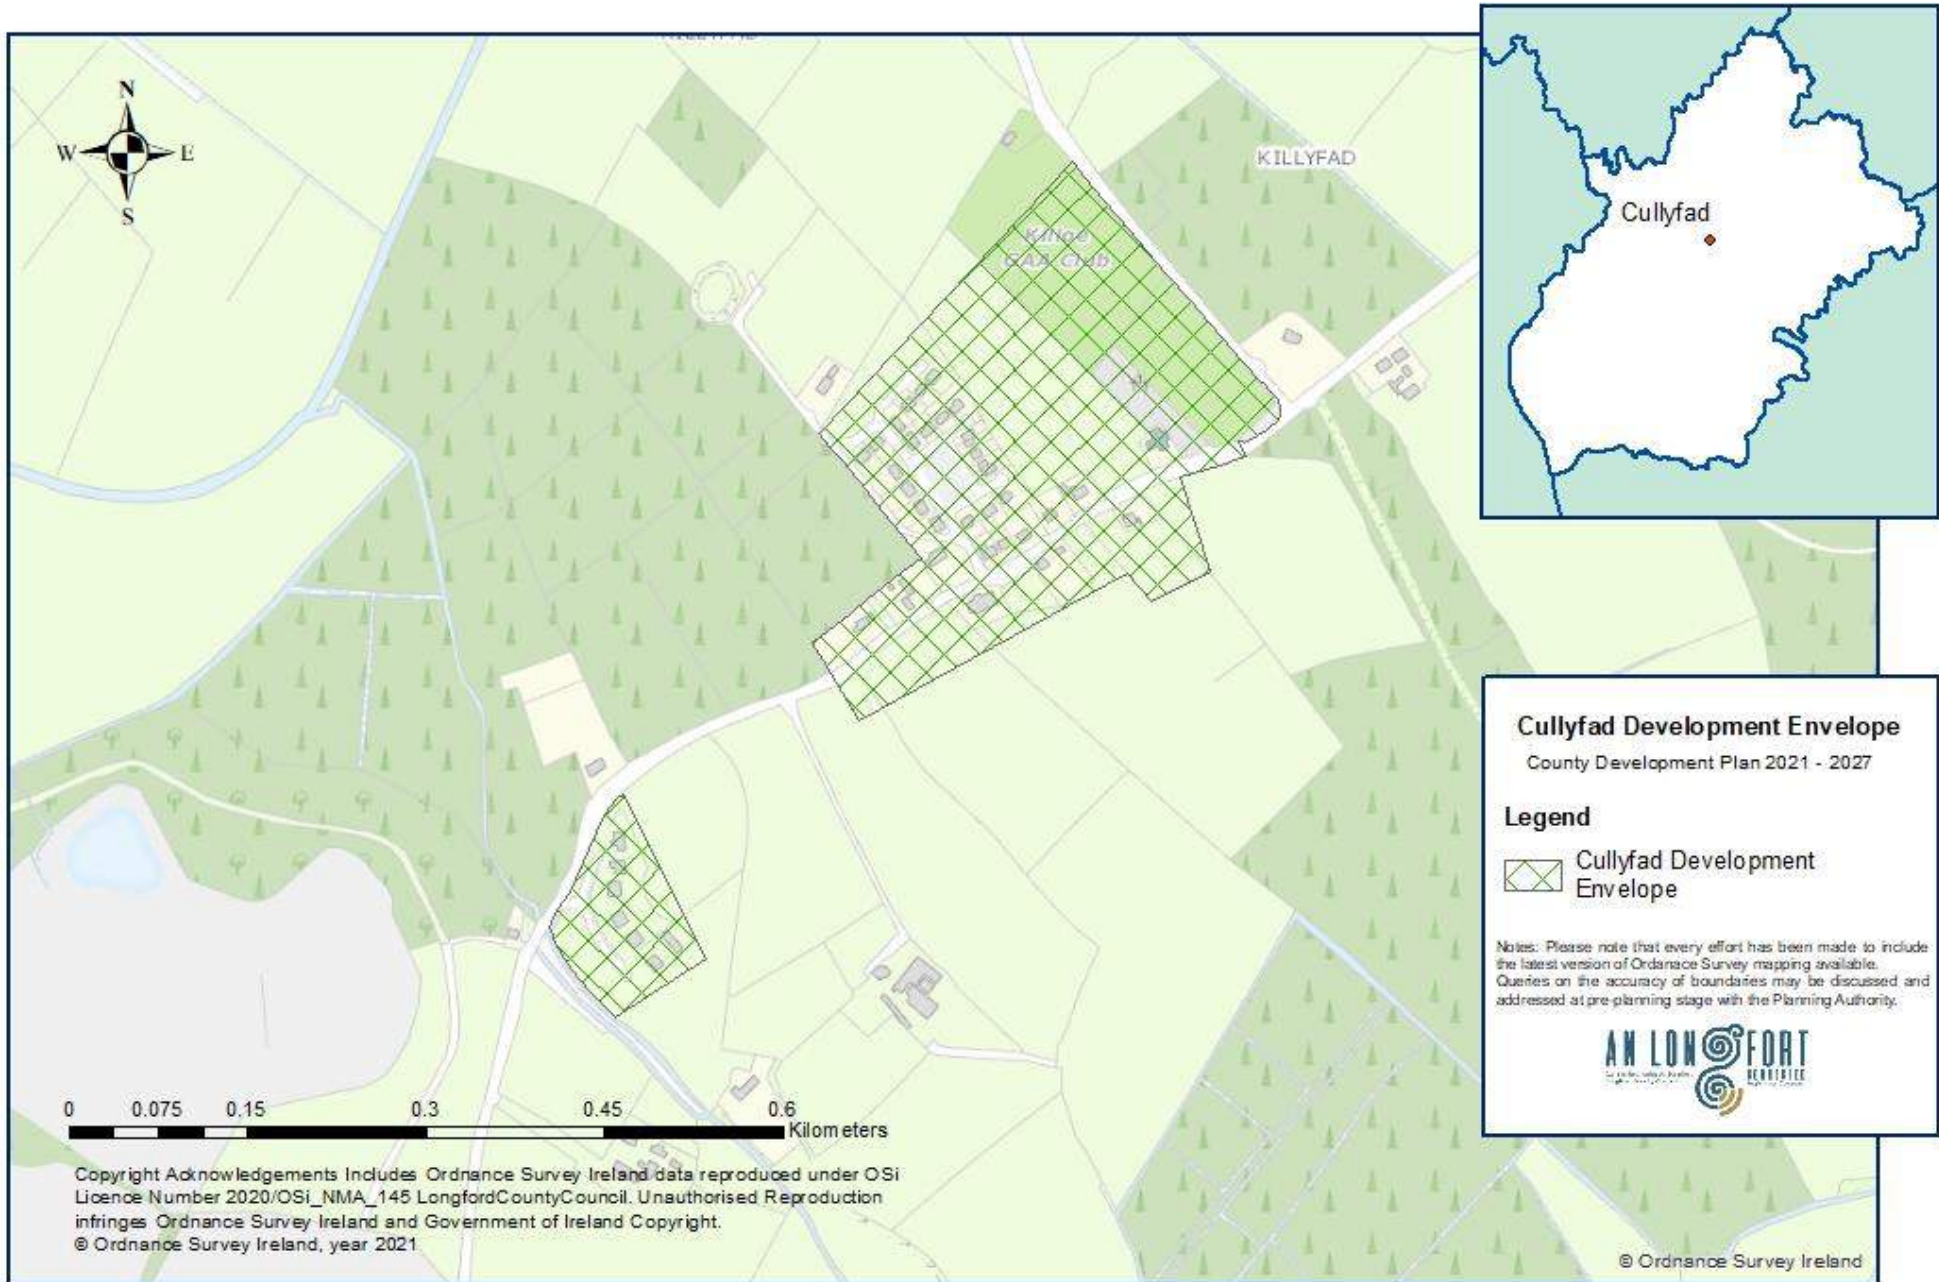 N
W
E
S
KILLYFAD
Killoe
GAA Club
Cullyfad
Cullyfad Development Envelope
County Development Plan 2021 - 2027
Legend
Cullyfad Development
Envelope
Notes: Please note that every effort has been made to include
the latest version of Ordanace Survey mapping available.
Queries on the accuracy of boundaries may be discussed and
addressed at pre-planning stage with the Planning Authority.
AN LONGFORT
0 0.075 0.15 0.3 0.45 0.6
Kilometers
Copyright Acknowledgements Includes Ordnance Survey Ireland data reproduced under OSi
Licence Number 2020/OSi_NMA_145 LongfordCountyCouncil. Unauthorised Reproduction
infringes Ordnance Survey Ireland and Government of Ireland Copyright.
© Ordnance Survey Ireland, year 2021
© Ordnance Survey Ireland